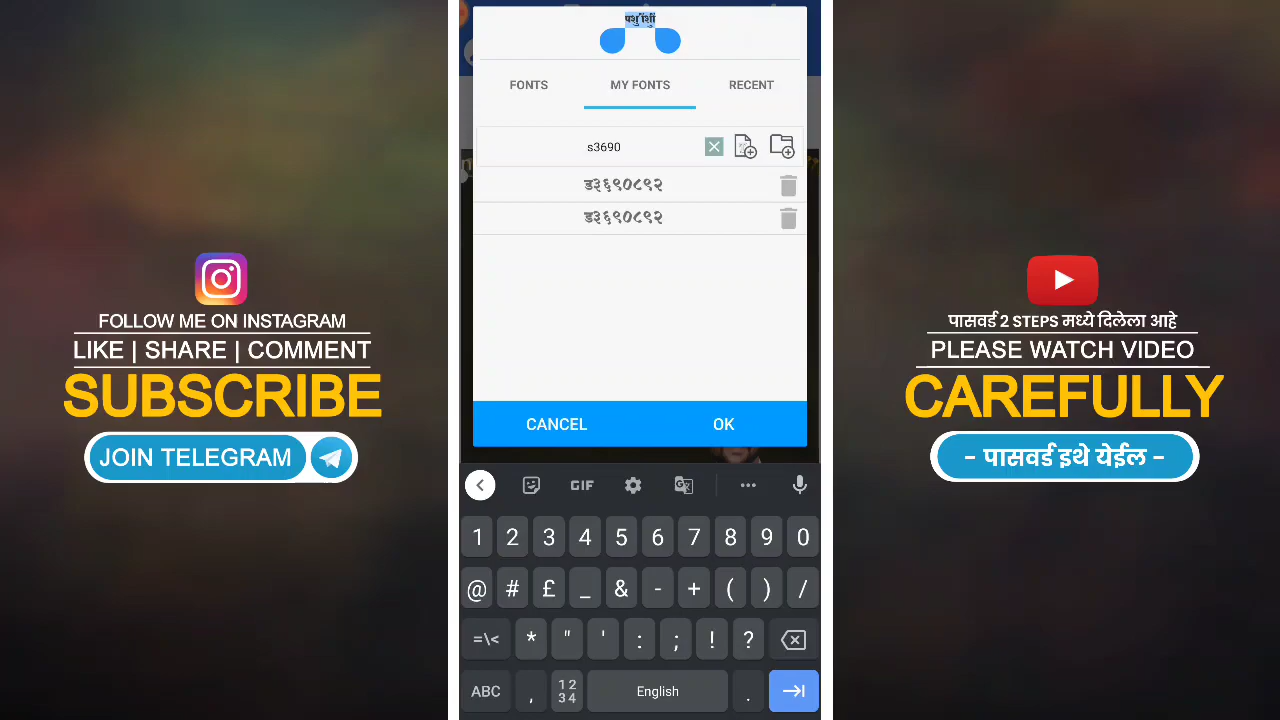 FOLLOW ME ON INSTAGRAM
LIKE | SHARE | COMMENT
SUBSCRIBE
JOIN TELEGRAM
FONTS MY FONTS RECENT
s3690
ड३६९०८९२
ड३६९०८९२
CANCEL OK
GIF
1 2 3 4 5 6 7 8 9 0
@ # £ _ & - + ( ) /
=\< * " ' : ; ! ?
ABC , 12 34 English .
पासवर्ड 2 STEPS मध्ये दिलेला आहे
PLEASE WATCH VIDEO
CAREFULLY
- पासवर्ड इथे येईल -